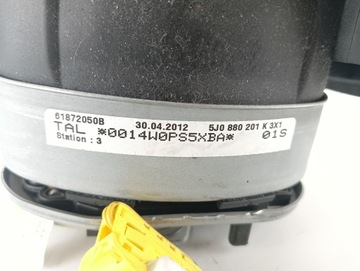 61872050B 30.04.2012 5J0 880 201 K 3X1
TAL *0014W0PS5XBA* 01S
Station : 3